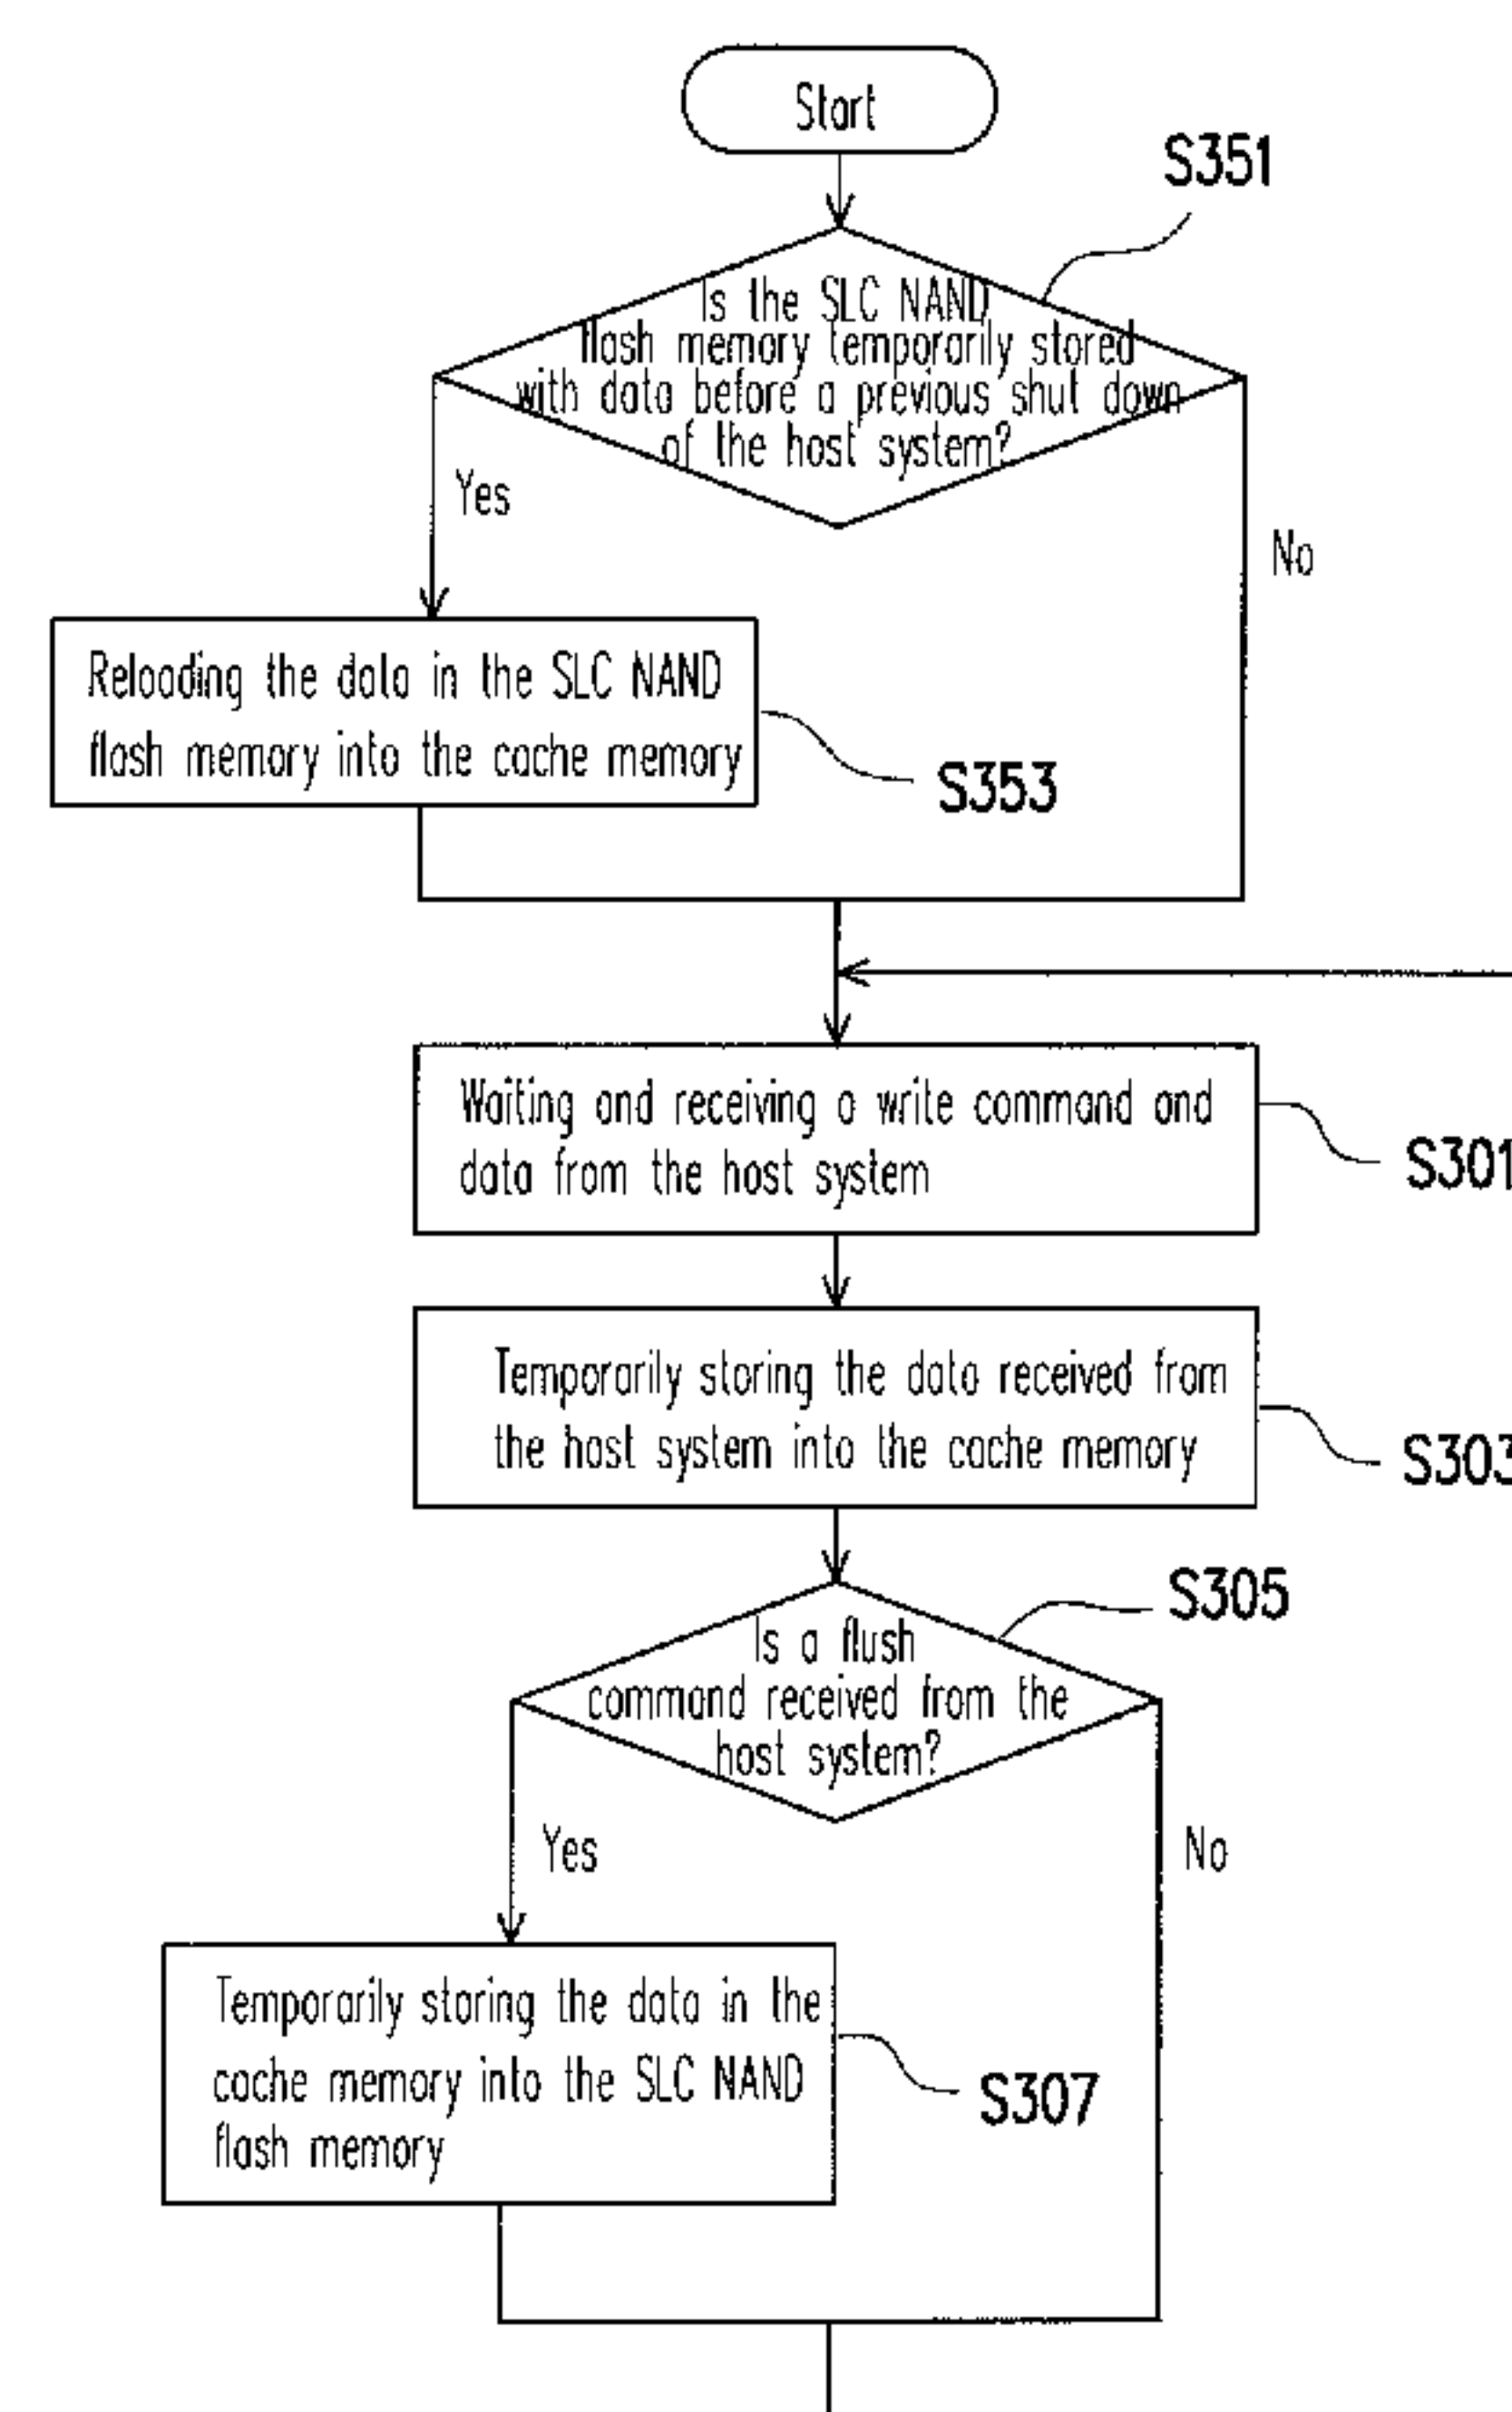 Start
S351
Is the SLC NAND
flash memory temporarily stored
with data before a previous shut down
of the host system?
Yes
No
Reloading the data in the SLC NAND
flash memory into the cache memory
S353
Waiting and receiving a write command and
data from the host system
S301
Temporarily storing the data received from
the host system into the cache memory
S303
S305
Is a flush
command received from the
host system?
Yes
No
Temporarily storing the data in the
cache memory into the SLC NAND
flash memory
S307